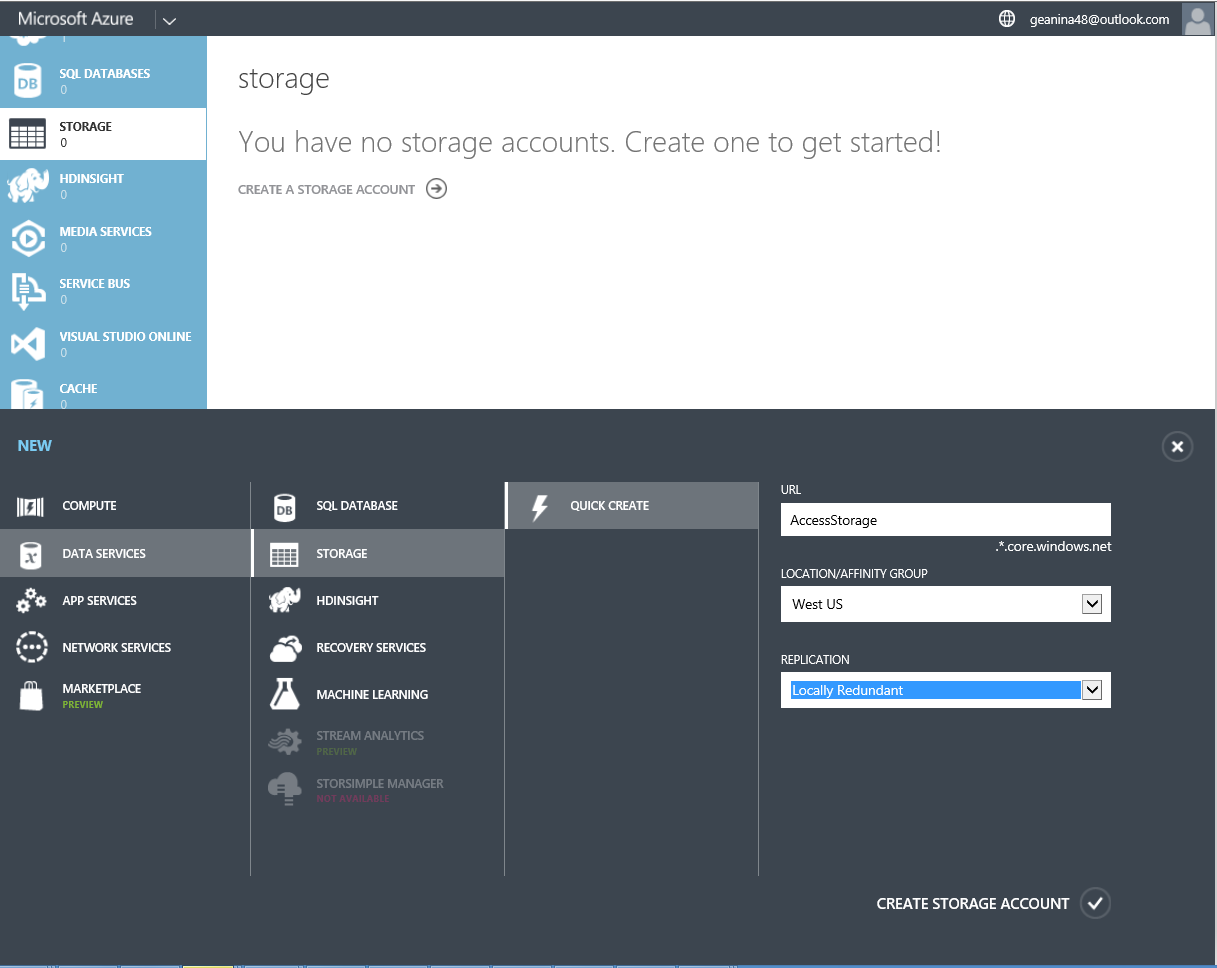 Microsoft Azure
geanina48@outlook.com
SQL DATABASES
0
STORAGE
0
HDINSIGHT
0
MEDIA SERVICES
0
SERVICE BUS
0
VISUAL STUDIO ONLINE
0
CACHE
0
storage
You have no storage accounts. Create one to get started!
CREATE A STORAGE ACCOUNT
NEW
COMPUTE
DATA SERVICES
APP SERVICES
NETWORK SERVICES
MARKETPLACE
PREVIEW
DB
SQL DATABASE
STORAGE
HDINSIGHT
RECOVERY SERVICES
MACHINE LEARNING
STREAM ANALYTICS
PREVIEW
STORSIMPLE MANAGER
NOT AVAILABLE
QUICK CREATE
URL
AccessStorage
.*.core.windows.net
LOCATION/AFFINITY GROUP
West US
REPLICATION
Locally Redundant
CREATE STORAGE ACCOUNT